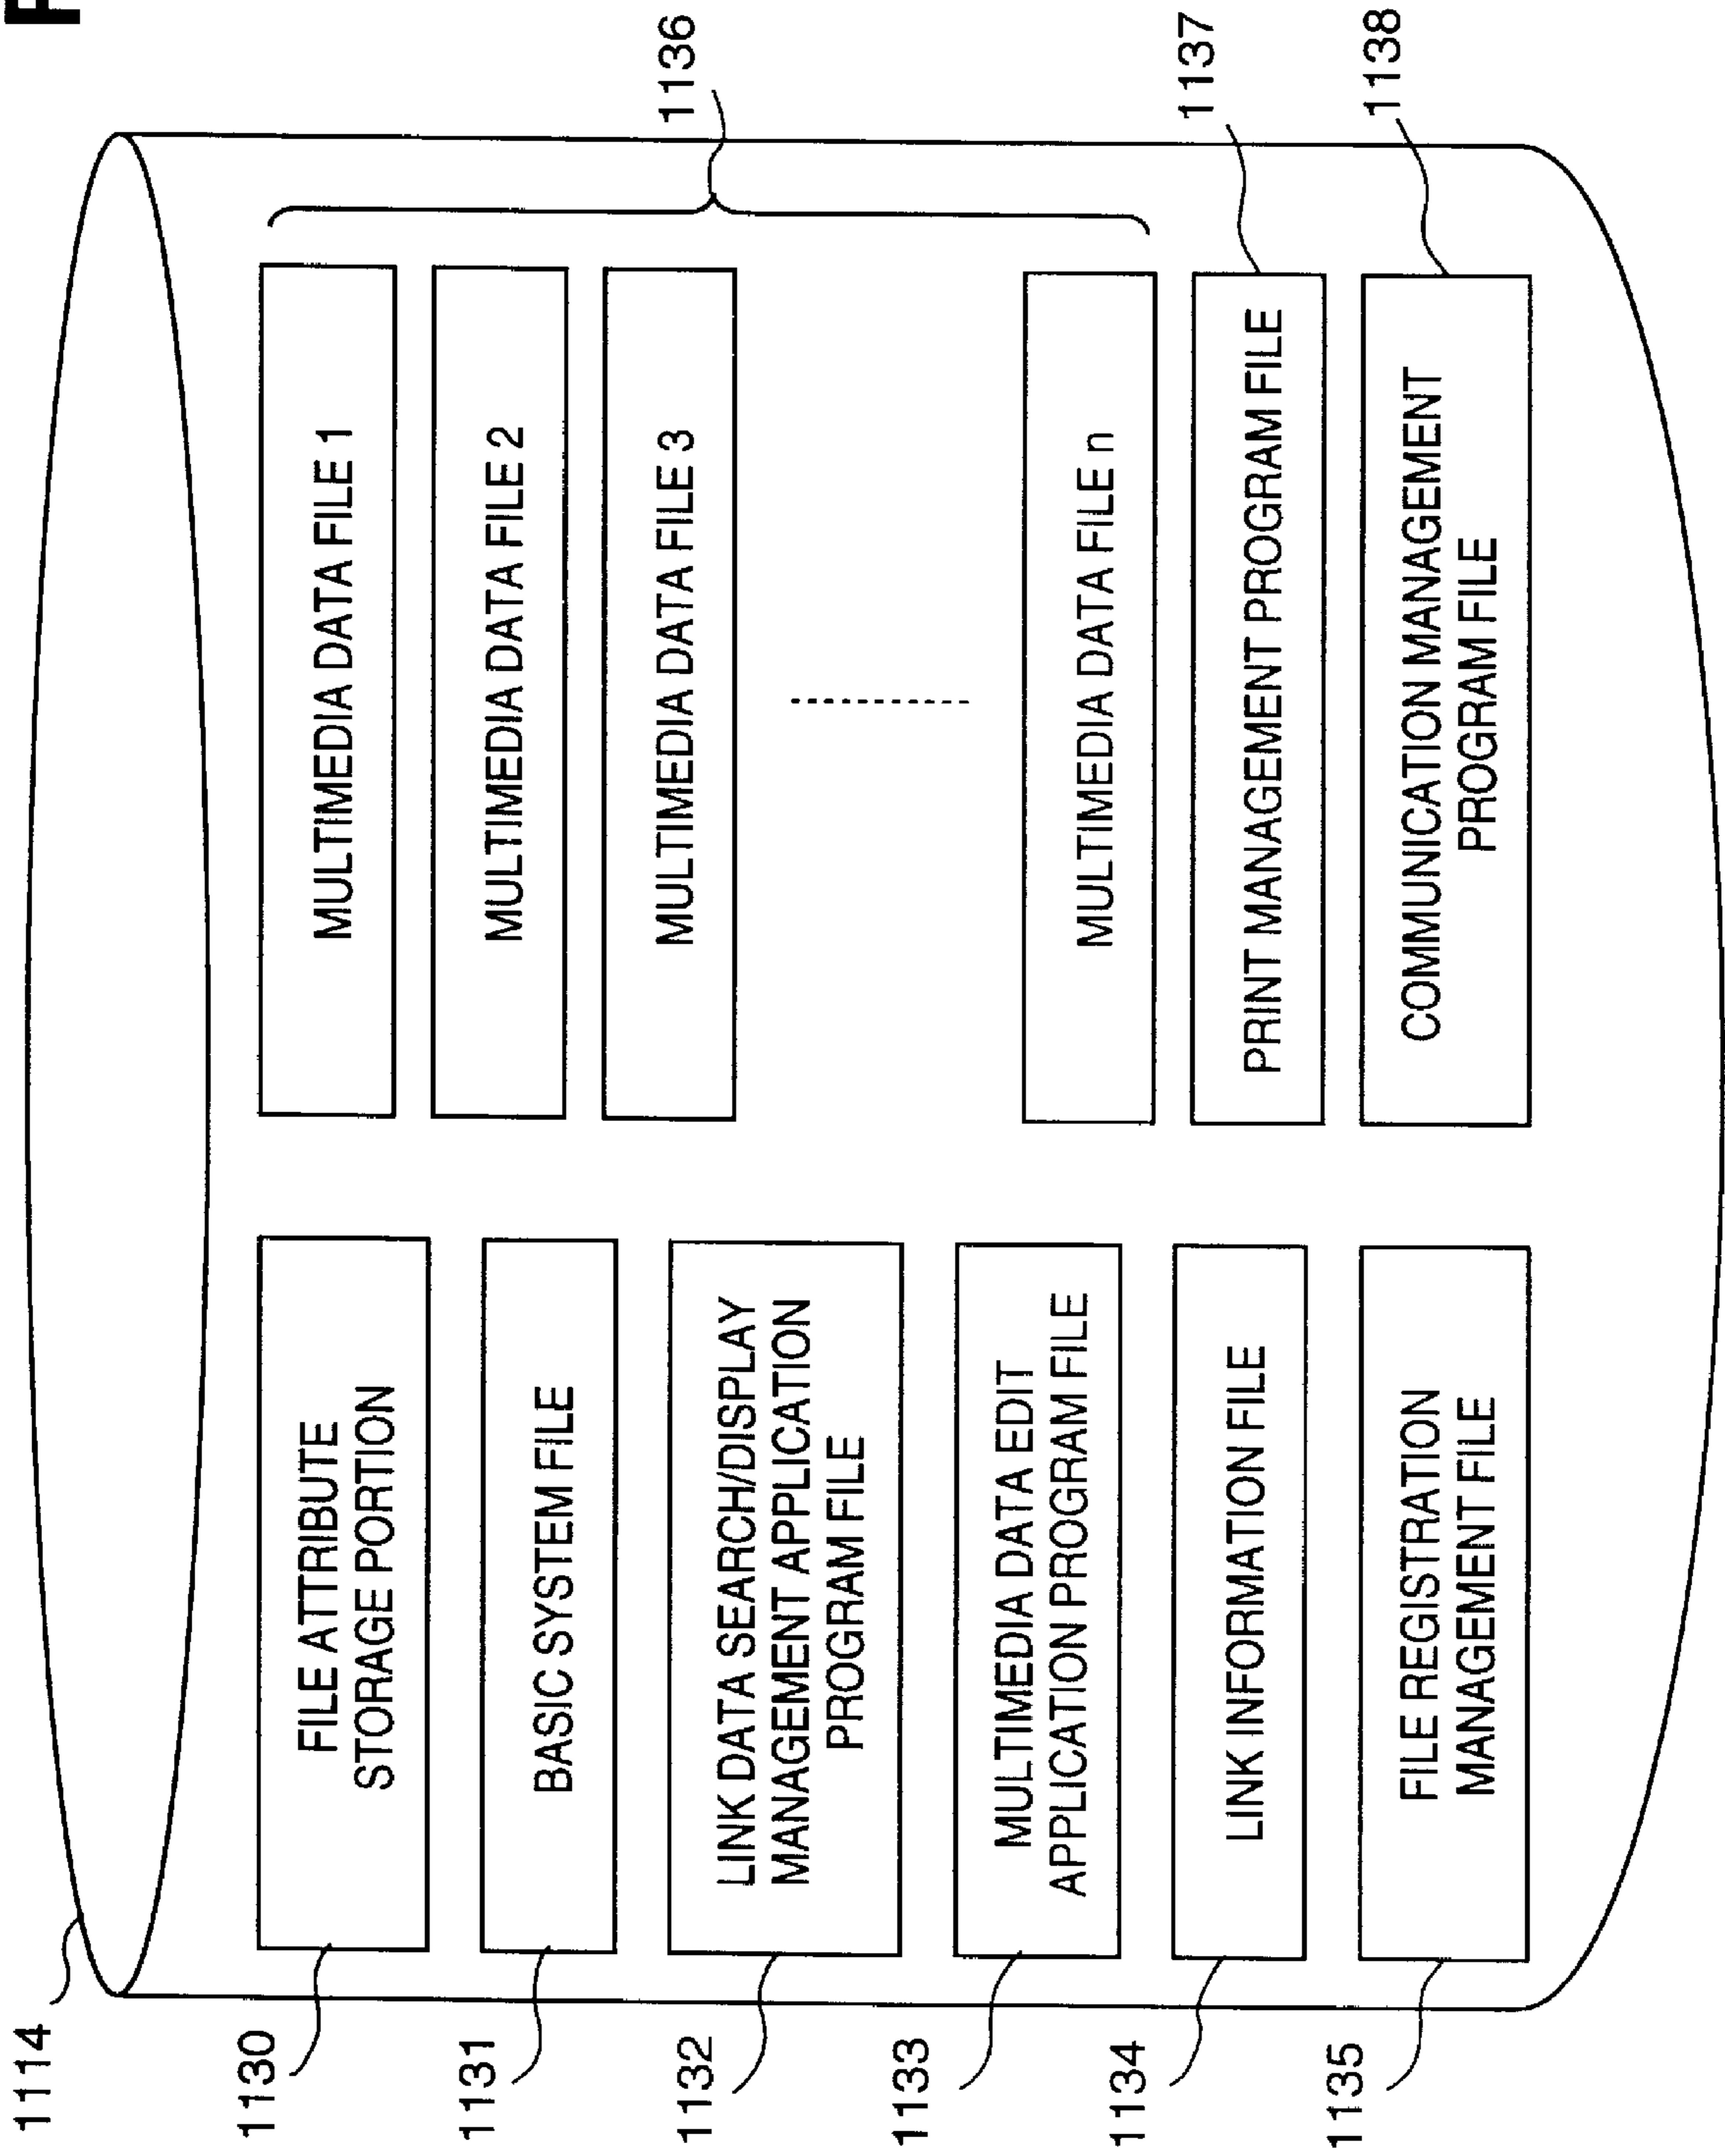 1114
1130
FILE ATTRIBUTE
STORAGE PORTION
1131
BASIC SYSTEM FILE
1132
LINK DATA SEARCH/DISPLAY
MANAGEMENT APPLICATION
PROGRAM FILE
1133
MULTIMEDIA DATA EDIT
APPLICATION PROGRAM FILE
1134
LINK INFORMATION FILE
1135
FILE REGISTRATION
MANAGEMENT FILE
MULTIMEDIA DATA FILE 1
MULTIMEDIA DATA FILE 2
MULTIMEDIA DATA FILE 3
MULTIMEDIA DATA FILE n
1136
PRINT MANAGEMENT PROGRAM FILE
1137
COMMUNICATION MANAGEMENT
PROGRAM FILE
1138